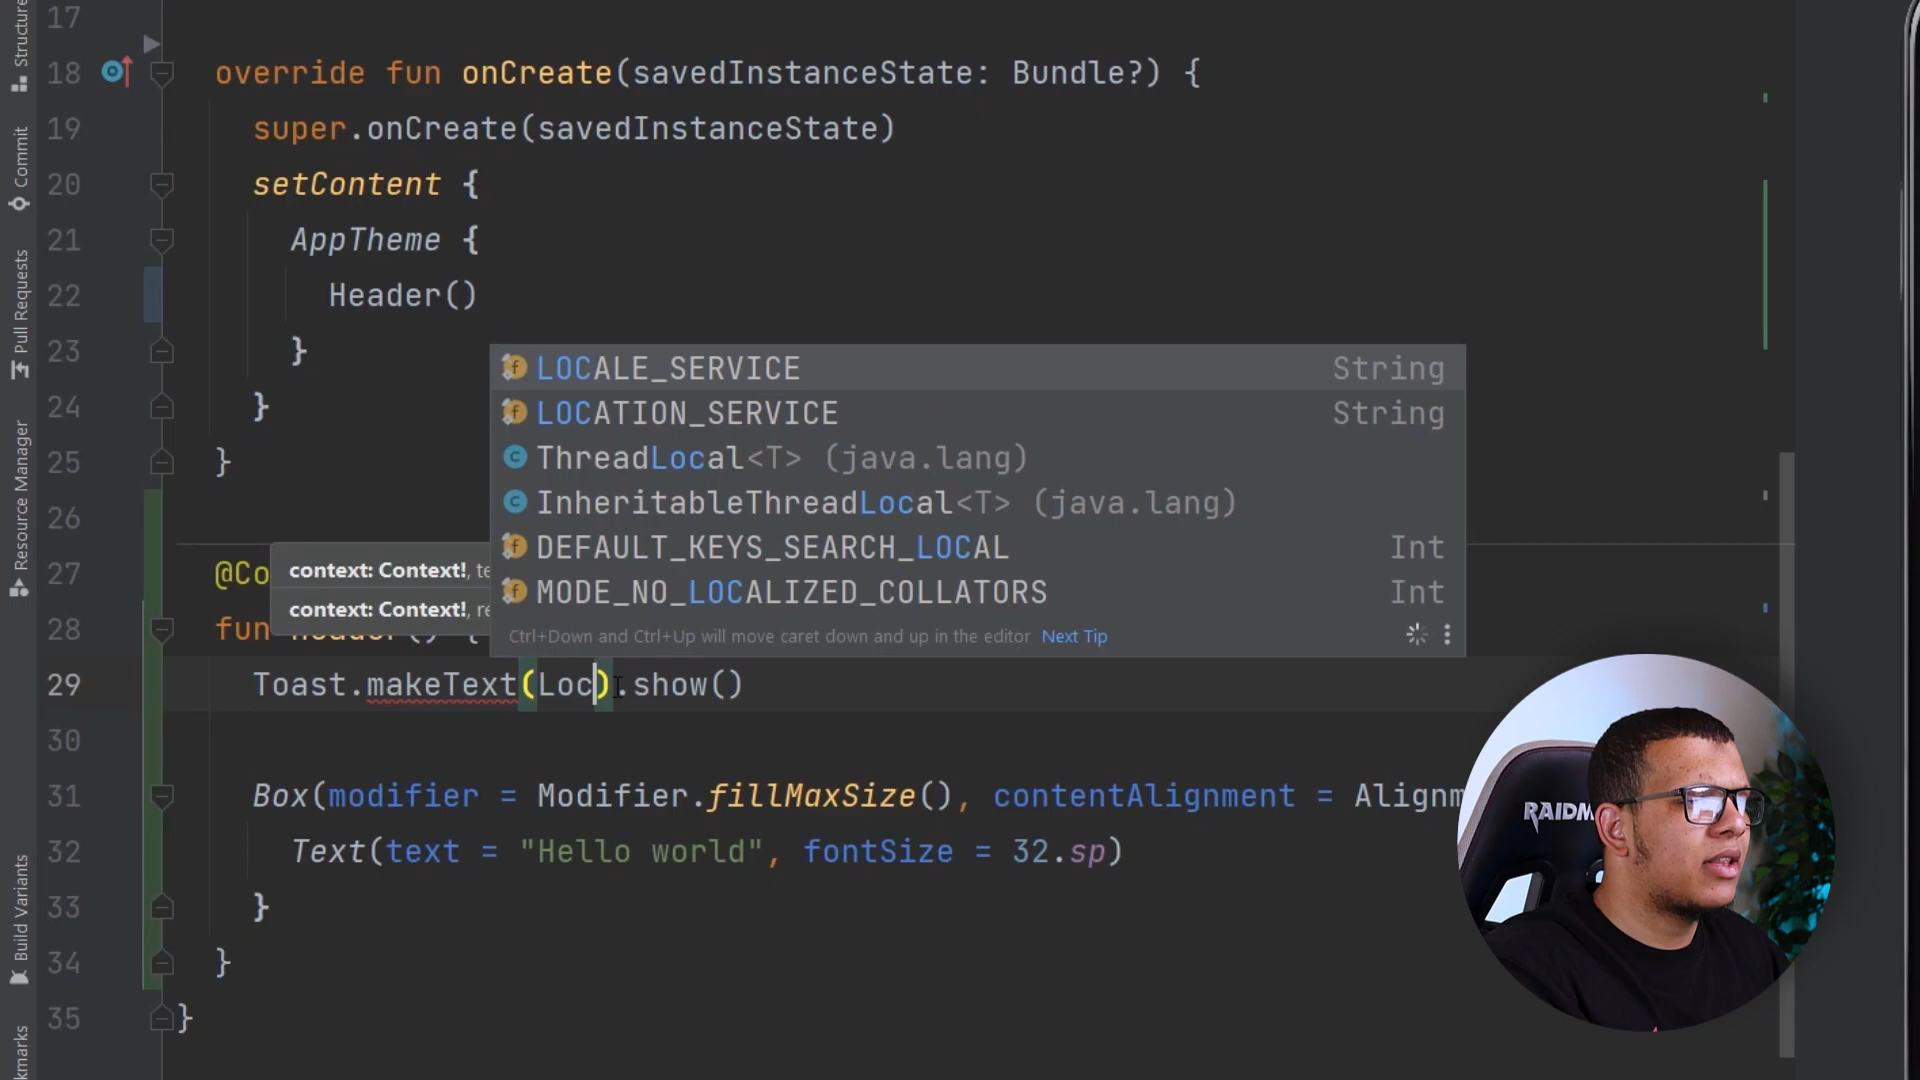 17
18 override fun onCreate(savedInstanceState: Bundle?) {
19 super.onCreate(savedInstanceState)
20 setContent {
21 AppTheme {
22 Header()
23 }
24 }
25 }
26
27 @Co
28 fun Header() {
29 Toast.makeText(Loc).show()
30
31 Box(modifier = Modifier.fillMaxSize(), contentAlignment = Alignm
32 Text(text = "Hello world", fontSize = 32.sp)
33 }
34 }
35 }
LOCALE_SERVICE String
LOCATION_SERVICE String
ThreadLocal<T> (java.lang)
InheritableThreadLocal<T> (java.lang)
DEFAULT_KEYS_SEARCH_LOCAL Int
MODE_NO_LOCALIZED_COLLATORS Int
Ctrl+Down and Ctrl+Up will move caret down and up in the editor Next Tip
context: Context!, te
context: Context!, re
Structure
Commit
Pull Requests
Resource Manager
Build Variants
kmarks
RAIDM